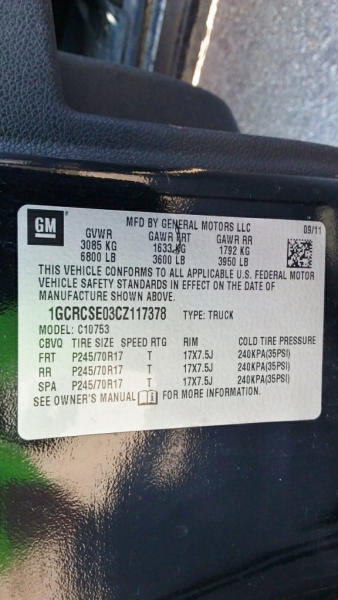 GM MFD BY GENERAL MOTORS LLC 09/11
GVWR GAWR FRT GAWR RR
3085 KG 1633 KG 1792 KG
6800 LB 3600 LB 3950 LB
THIS VEHICLE CONFORMS TO ALL APPLICABLE U.S. FEDERAL MOTOR
VEHICLE SAFETY STANDARDS IN EFFECT ON THE DATE OF
MANUFACTURE SHOWN ABOVE.
1GCRCSE03CZ117378 TYPE: TRUCK
MODEL: C10753
CBVQ TIRE SIZE SPEED RTG RIM COLD TIRE PRESSURE
FRT P245/70R17 T 17X7.5J 240KPA(35PSI)
RR P245/70R17 T 17X7.5J 240KPA(35PSI)
SPA P245/70R17 T 17X7.5J 240KPA(35PSI)
SEE OWNER'S MANUAL FOR MORE INFORMATION.